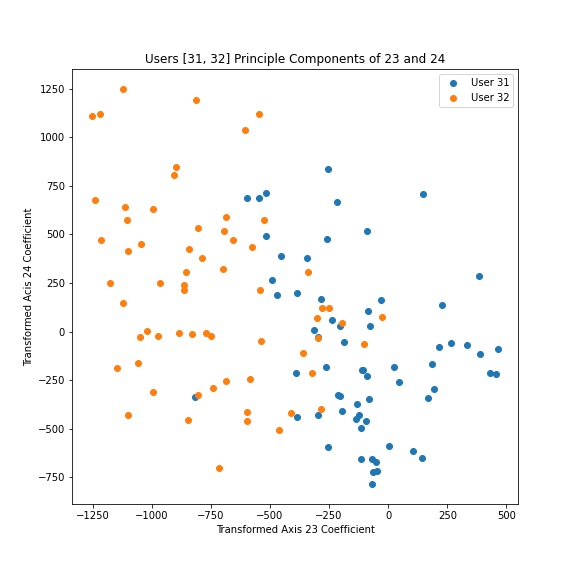 Users [31, 32] Principle Components of 23 and 24
User 31
User 32
Transformed Acis 24 Coefficient
1250
1000
750
500
250
0
−250
−500
−750
−1250 −1000 −750 −500 −250 0 250 500
Transformed Axis 23 Coefficient